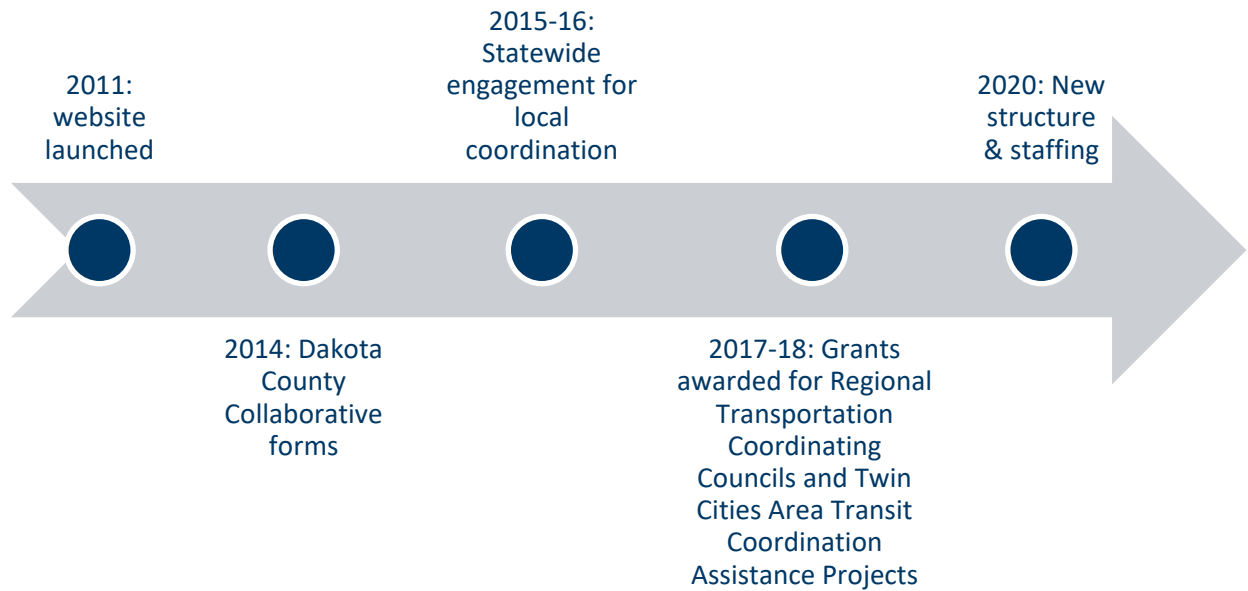 2011:
website
launched
2014: Dakota
County
Collaborative
forms
2015-16:
Statewide
engagement for
local
coordination
2017-18: Grants
awarded for Regional
Transportation
Coordinating
Councils and Twin
Cities Area Transit
Coordination
Assistance Projects
2020: New
structure
& staffing